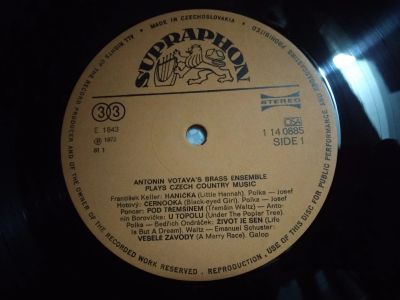 MADE IN CZECHOSLOVAKIA
ALL RIGHTS OF THE RECORD PRODUCER AND OF THE OWNER OF THE WORK RESERVED . REPRODUCTION, USE OF THIS DISC FOR PUBLIC PERFORMANCE AND BROADCASTING PROHIBITED
SUPRAPHON
33
STEREO
E 1643
℗ 1972
81 1
OSA
1 14 0885
SIDE 1
ANTONIN VOTAVA'S BRASS ENSEMBLE
PLAYS CZECH COUNTRY MUSIC
František Keller: HANIČKA (Little Hannah). Polka — Josef
Hotový: ČERNOOKÁ (Black-eyed Girl). Polka — Josef
Poncar: POD TŘEMŠÍNEM (Třemšín Waltz) — Anto-
nín Borovička: U TOPOLU (Under The Poplar Tree).
Polka — Bedřich Ondráček: ŽIVOT JE SEN (Life
Is But A Dream). Waltz — Emanuel Schuster:
VESELÉ ZÁVODY (A Merry Race). Galop